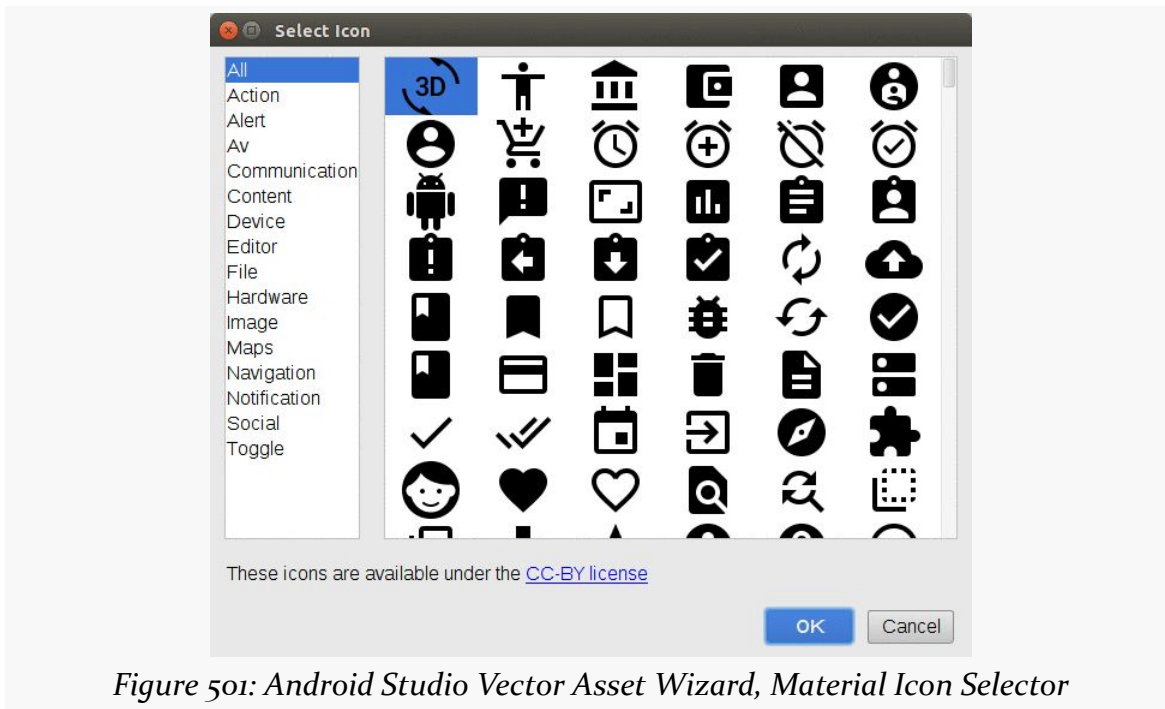 Select Icon
All
Action
Alert
Av
Communication
Content
Device
Editor
File
Hardware
Image
Maps
Navigation
Notification
Social
Toggle
3D
These icons are available under the CC-BY license
OK
Cancel
Figure 501: Android Studio Vector Asset Wizard, Material Icon Selector